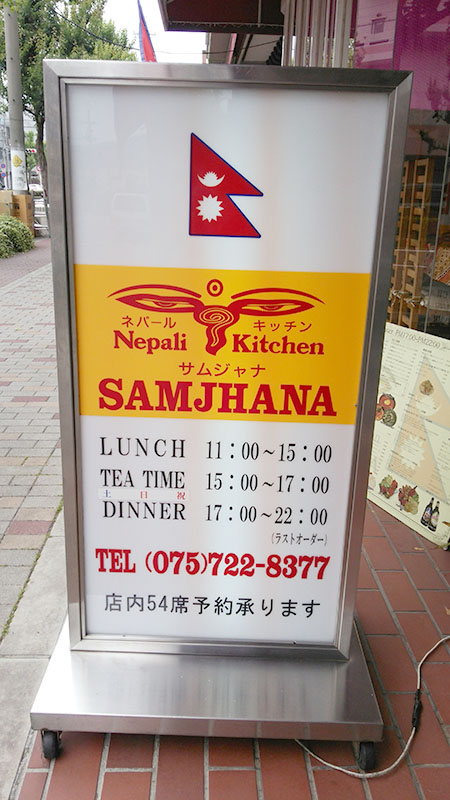 ネパール キッチン
Nepali Kitchen
サムジャナ
SAMJHANA
LUNCH 11:00～15:00
TEA TIME 15:00～17:00
土 日 祝
DINNER 17:00～22:00
(ラストオーダー)
TEL (075)722-8377
店内54席予約承ります